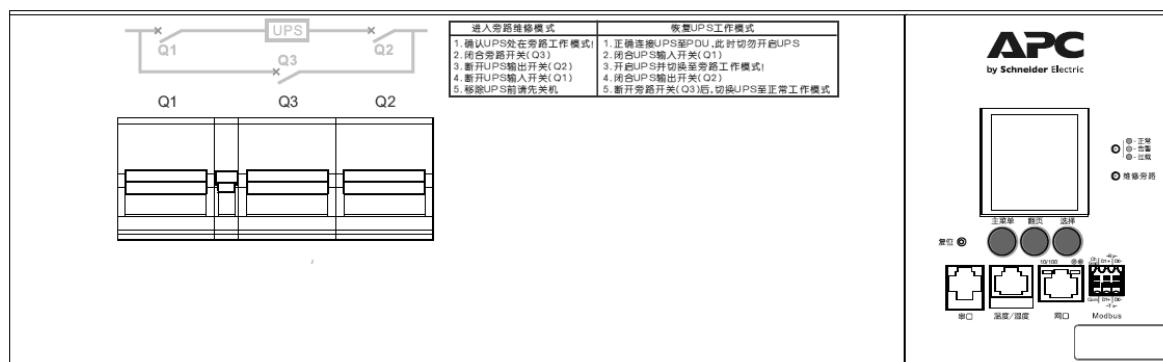 UPS
Q1
Q2
Q3
Q1 Q3 Q2
进入旁路维修模式
1.确认UPS处在旁路工作模式!
2.闭合旁路开关(Q3)
3.断开UPS输出开关(Q2)
4.断开UPS输入开关(Q1)
5.移除UPS前请先关机
恢复UPS工作模式
1.正确连接UPS至PDU,此时切勿开启UPS
2.闭合UPS输入开关(Q1)
3.开启UPS并切换至旁路工作模式!
4.闭合UPS输出开关(Q2)
5.断开旁路开关(Q3)后,切换UPS至正常工作模式
APC
by Schneider Electric
-正常
-告警
-过载
维修旁路
主菜单 翻页 选择
复位
10/100
串口 温度/湿度 网口 Modbus